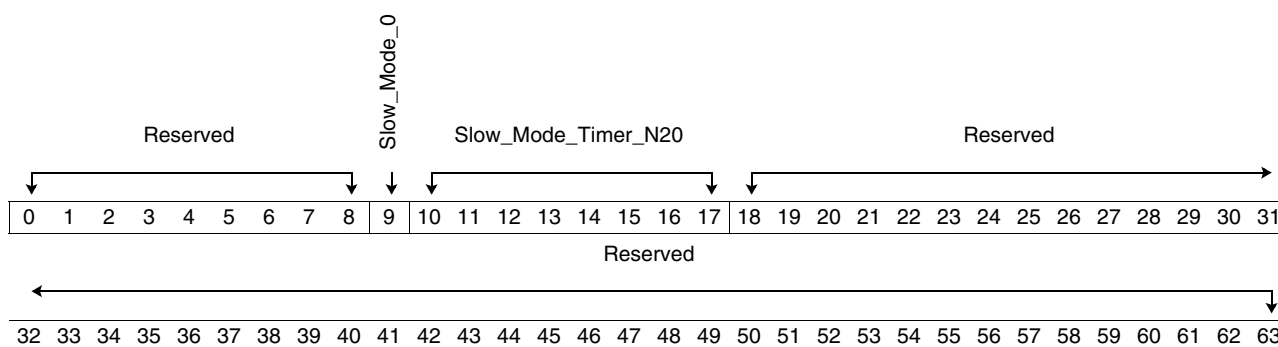 Slow_Mode_0
Reserved Slow_Mode_Timer_N20 Reserved
0 1 2 3 4 5 6 7 8 9 10 11 12 13 14 15 16 17 18 19 20 21 22 23 24 25 26 27 28 29 30 31
Reserved
32 33 34 35 36 37 38 39 40 41 42 43 44 45 46 47 48 49 50 51 52 53 54 55 56 57 58 59 60 61 62 63